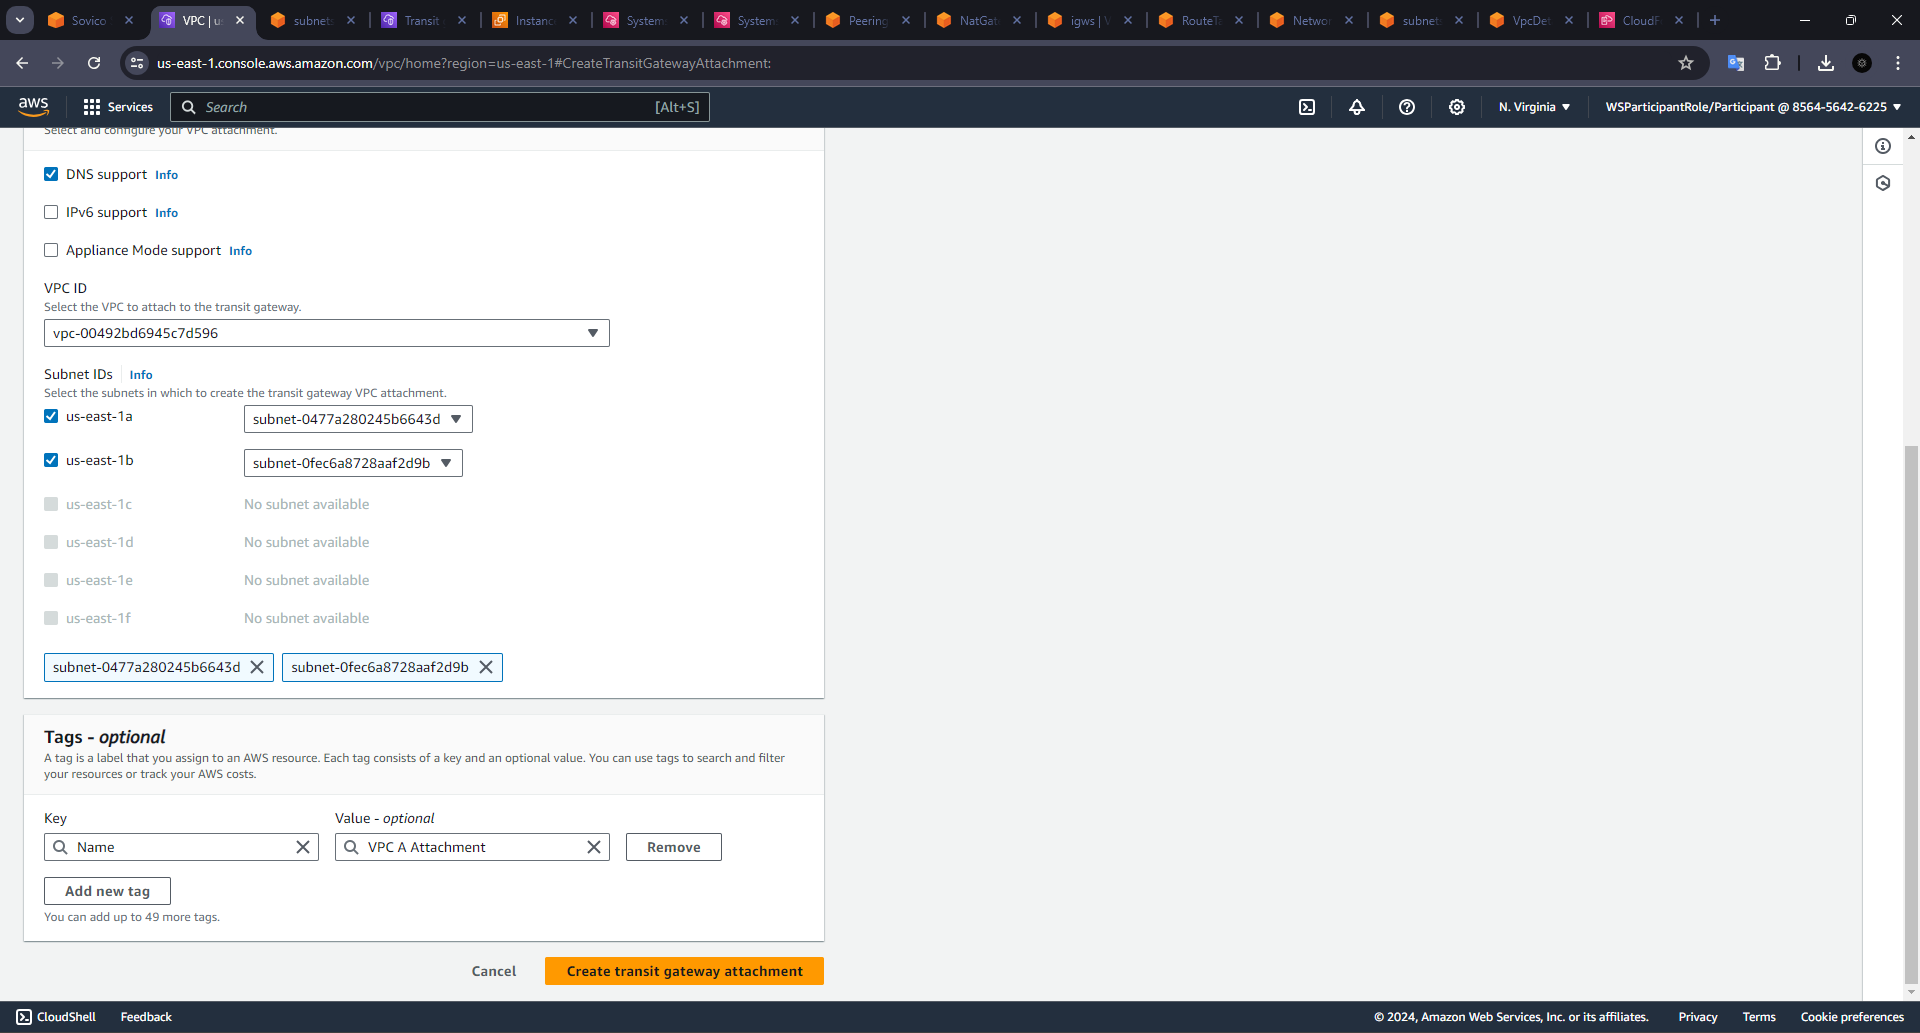 Sovico
VPC | us
subnets
Transit
Instance
Systems
Systems
Peering
NatGat
igws | V
RouteTa
Networ
subnets
VpcDet
CloudF
us-east-1.console.aws.amazon.com/vpc/home?region=us-east-1#CreateTransitGatewayAttachment:
aws
Services
Search
[Alt+S]
N. Virginia
WSParticipantRole/Participant @ 8564-5642-6225
Select and configure your VPC attachment.
DNS support Info
IPv6 support Info
Appliance Mode support Info
VPC ID
Select the VPC to attach to the transit gateway.
vpc-00492bd6945c7d596
Subnet IDs Info
Select the subnets in which to create the transit gateway VPC attachment.
us-east-1a subnet-0477a280245b6643d
us-east-1b subnet-0fec6a8728aaf2d9b
us-east-1c No subnet available
us-east-1d No subnet available
us-east-1e No subnet available
us-east-1f No subnet available
subnet-0477a280245b6643d subnet-0fec6a8728aaf2d9b
Tags - optional
A tag is a label that you assign to an AWS resource. Each tag consists of a key and an optional value. You can use tags to search and filter
your resources or track your AWS costs.
Key Value - optional
Name VPC A Attachment Remove
Add new tag
You can add up to 49 more tags.
Cancel Create transit gateway attachment
CloudShell Feedback © 2024, Amazon Web Services, Inc. or its affiliates. Privacy Terms Cookie preferences